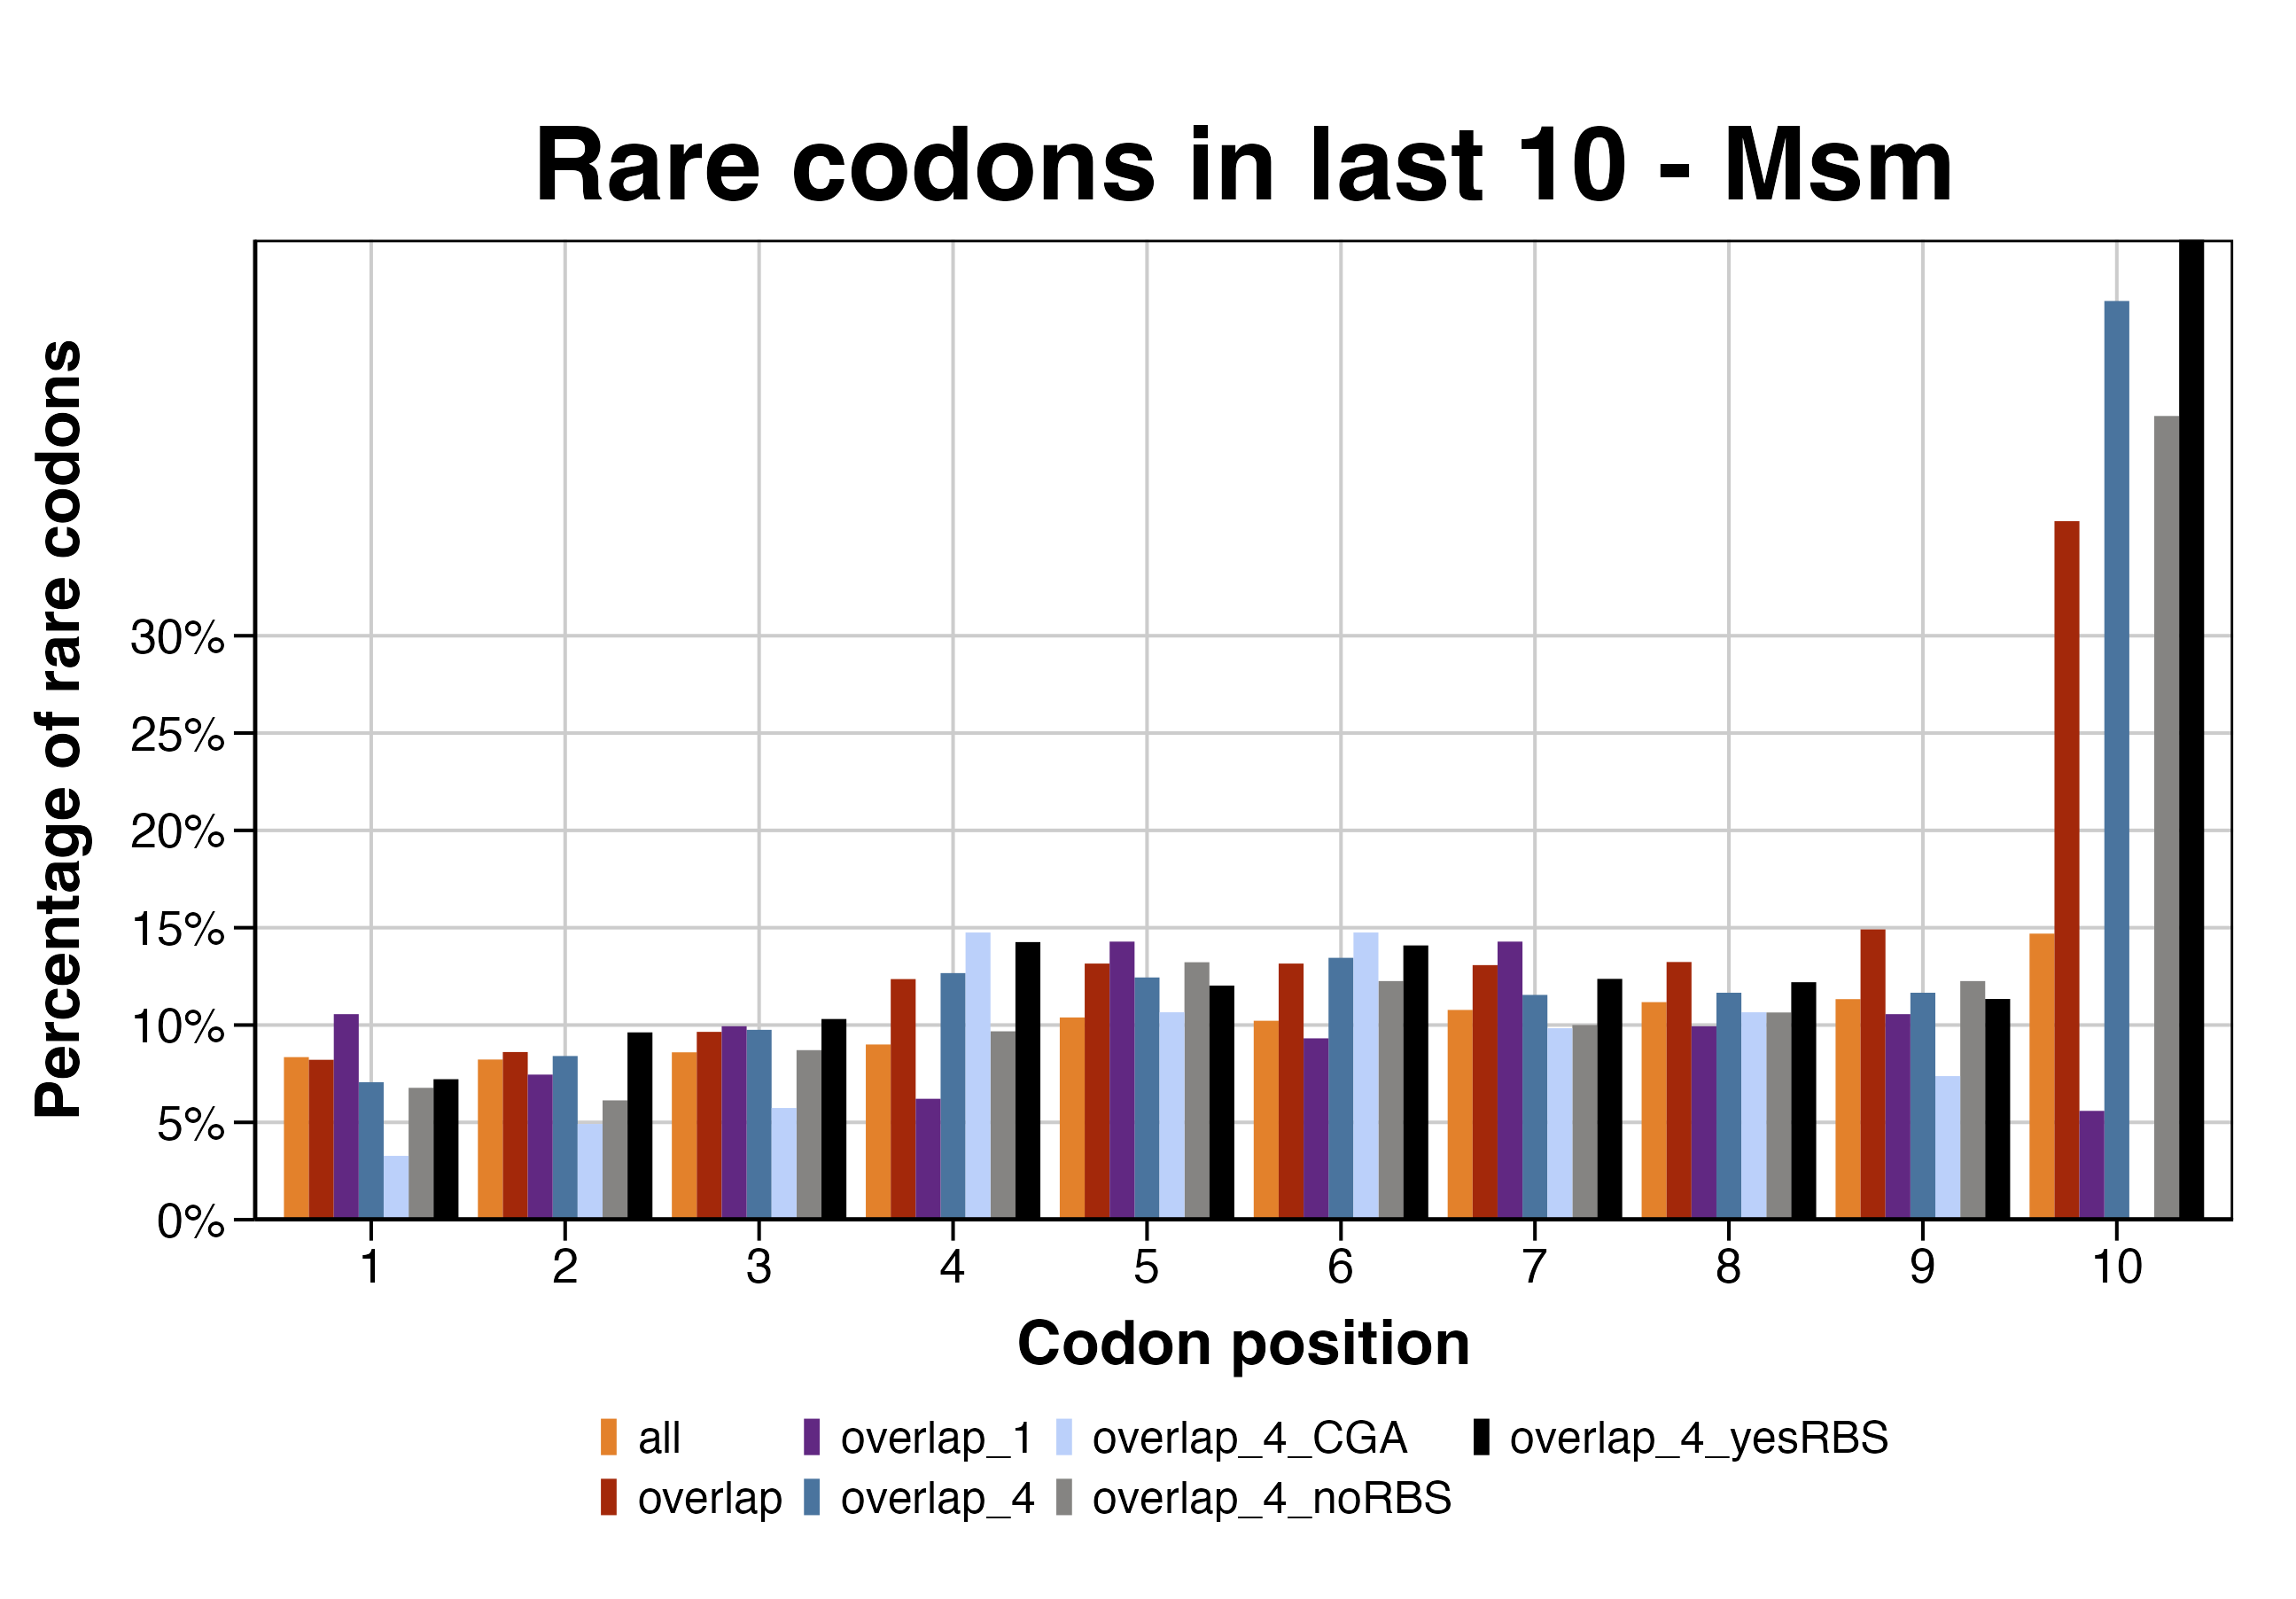 Rare codons in last 10 - Msm
Percentage of rare codons
30%
25%
20%
15%
10%
5%
0%
1 2 3 4 5 6 7 8 9 10
Codon position
all overlap_1 overlap_4_CGA overlap_4_yesRBS
overlap overlap_4 overlap_4_noRBS